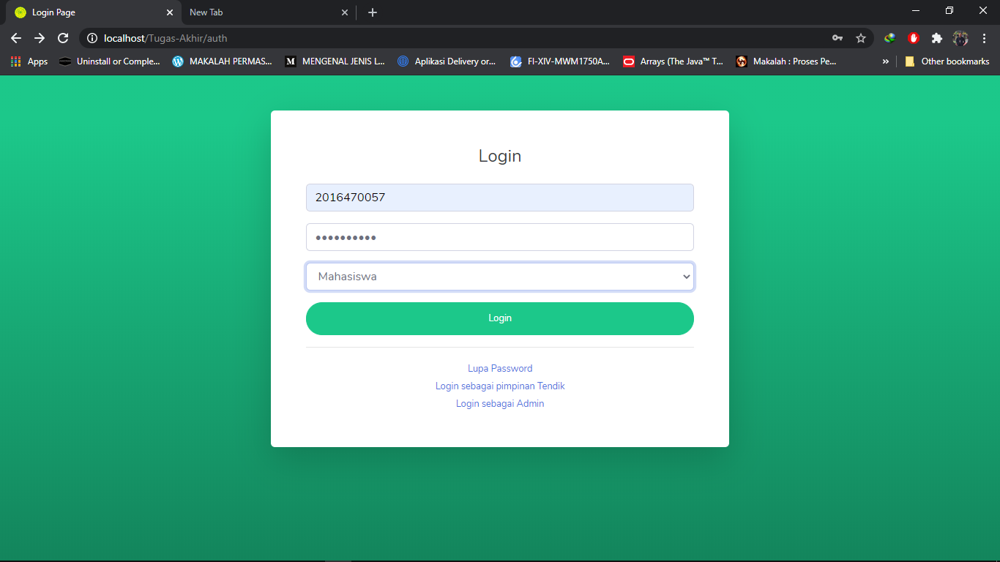 Login Page
New Tab
localhost/Tugas-Akhir/auth
Apps
Uninstall or Comple...
MAKALAH PERMAS...
M
MENGENAL JENIS L...
Aplikasi Delivery or...
FI-XIV-MWM1750A...
Arrays (The Java™ T...
Makalah : Proses Pe...
»
Other bookmarks
Login
2016470057
••••••••••
Mahasiswa
Login
Lupa Password
Login sebagai pimpinan Tendik
Login sebagai Admin